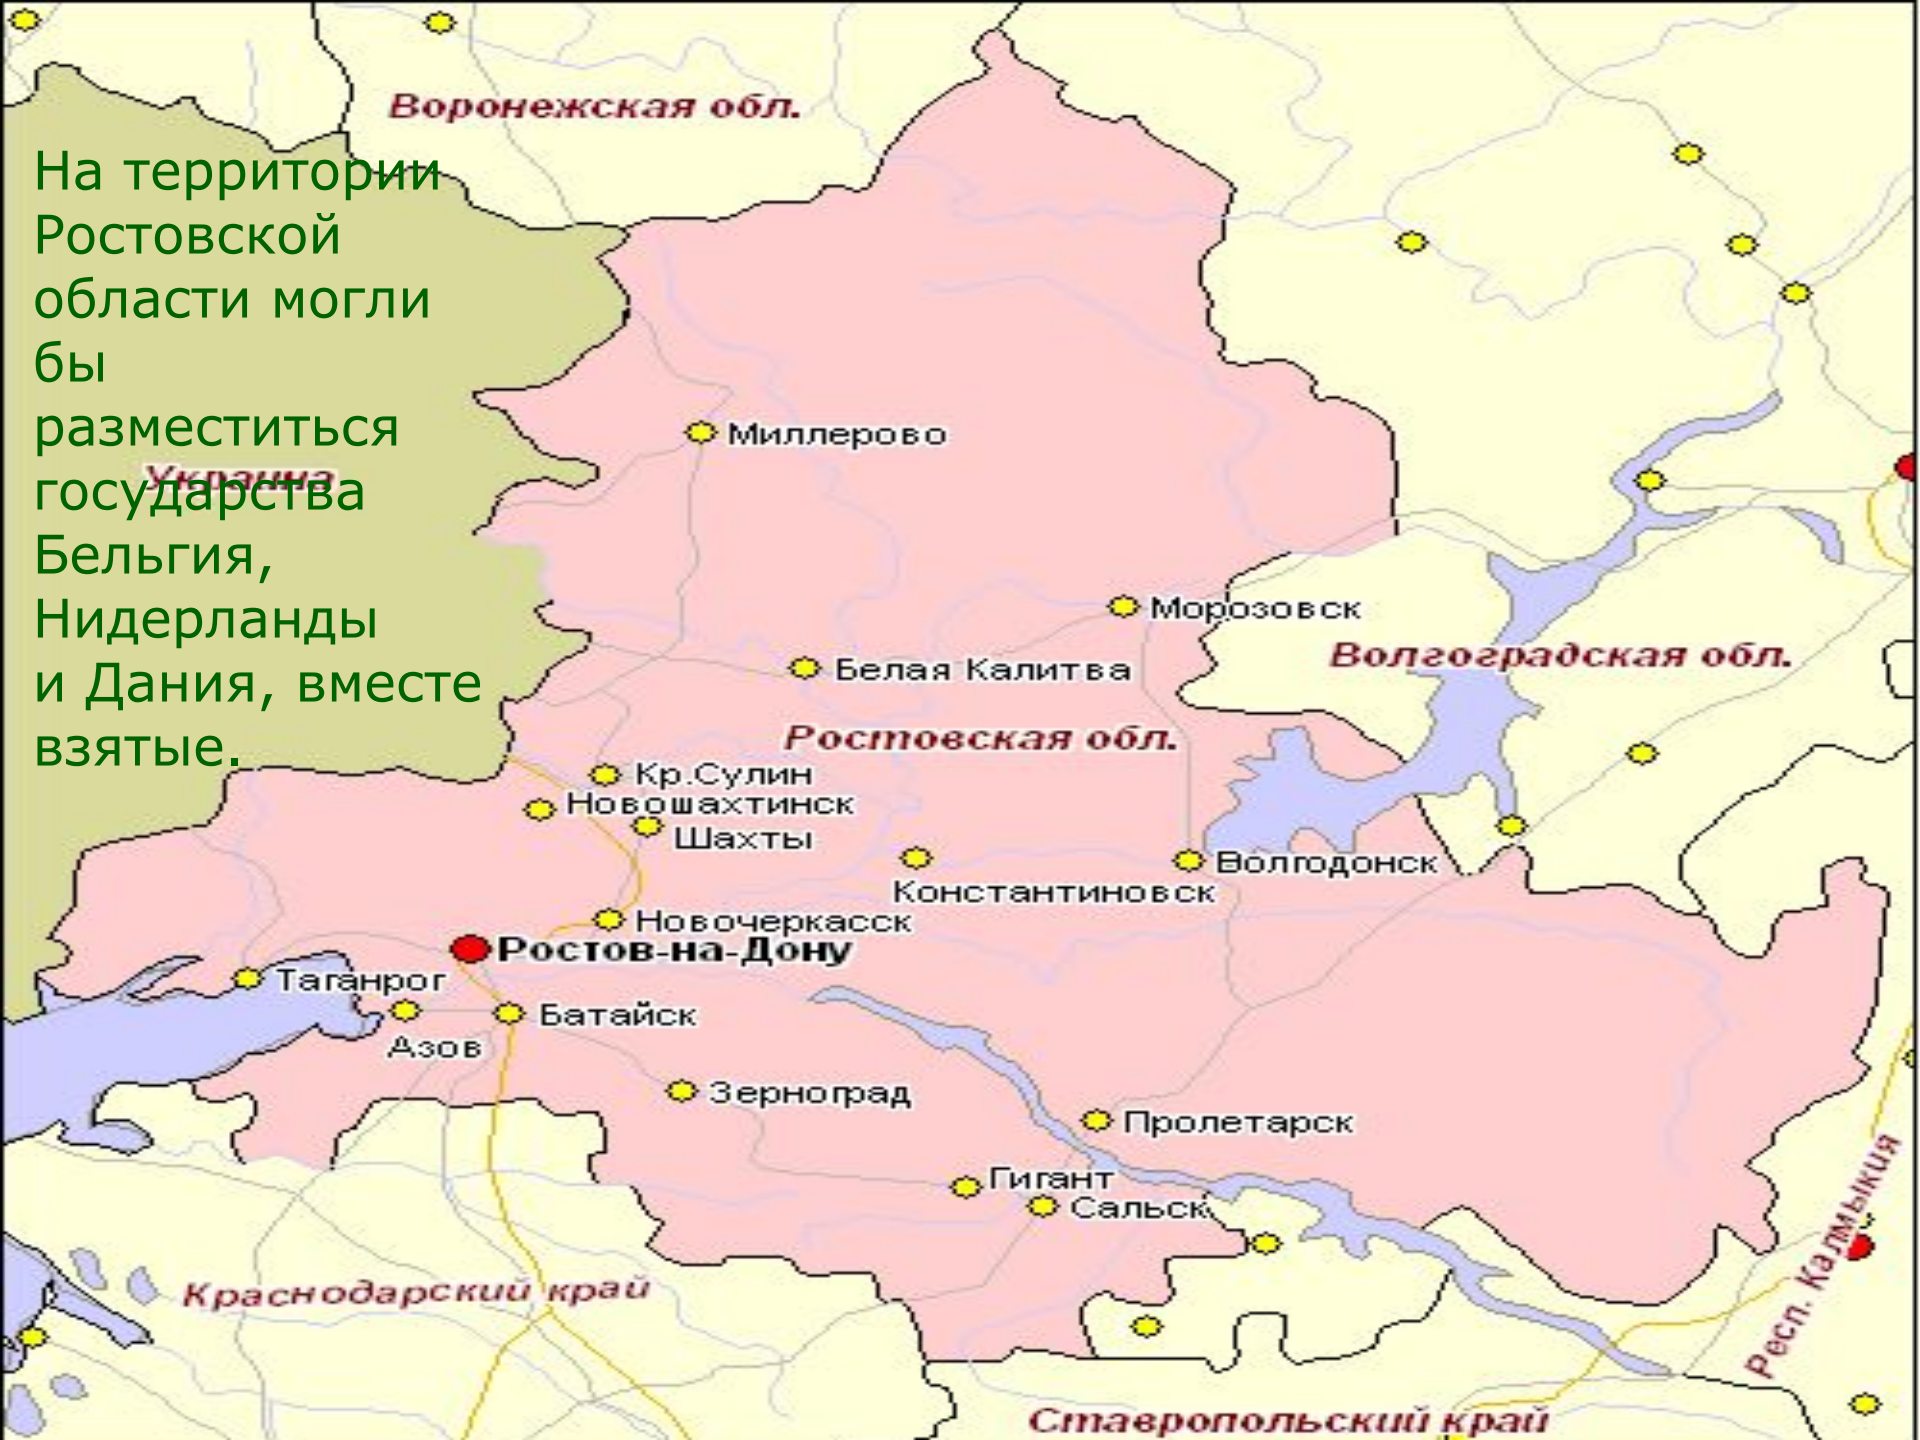 Воронежская обл.
На территории
Ростовской
области могли
бы
разместиться
государства
Бельгия,
Нидерланды
и Дания, вместе
взятые.
Украина
Миллерово
Морозовск
Волгоградская обл.
Белая Калитва
Ростовская обл.
Кр.Сулин
Новошахтинск
Шахты
Волгодонск
Константиновск
Новочеркасск
Ростов-на-Дону
Таганрог
Батайск
Азов
Зерноград
Пролетарск
Гигант
Сальск
Респ. Калмыкия
Краснодарский край
Ставропольский край